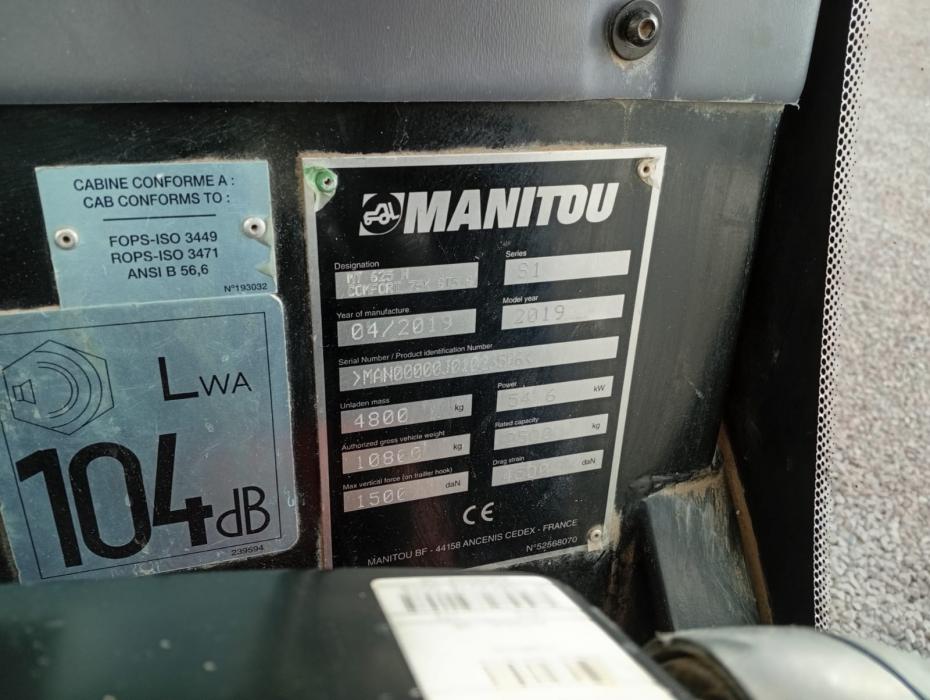 CABINE CONFORME A :
CAB CONFORMS TO :
FOPS-ISO 3449
ROPS-ISO 3471
ANSI B 56,6
N°193032
LWA
104dB
239594
MANITOU
Designation
COMFORT
Series
S1
Year of manufacture
04/2019
Model year
2019
Serial Number / Product identification Number
Unladen mass
4800 kg
Power
kW
Authorized gross vehicle weight
kg
Rated capacity
kg
Max vertical force (on trailler hook)
1500 daN
Drag strain
daN
CE
MANITOU BF - 44158 ANCENIS CEDEX - FRANCE
N°52568070